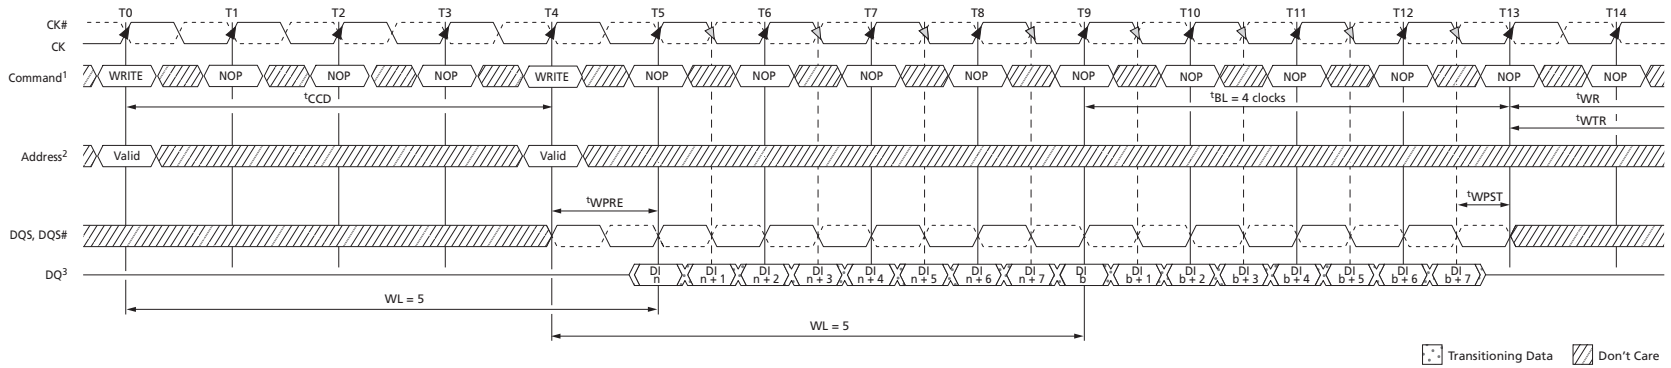 T0 T1 T2 T3 T4 T5 T6 T7 T8 T9 T10 T11 T12 T13 T14
CK#
CK
Command1 WRITE NOP NOP NOP WRITE NOP NOP NOP NOP NOP NOP NOP NOP NOP NOP
tCCD tBL = 4 clocks tWR
tWTR
Address2 Valid Valid
tWPRE tWPST
DQS, DQS#
DQ3 DI n DI n + 1 DI n + 2 DI n + 3 DI n + 4 DI n + 5 DI n + 6 DI n + 7 DI b DI b + 1 DI b + 2 DI b + 3 DI b + 4 DI b + 5 DI b + 6 DI b + 7
WL = 5
WL = 5
Transitioning Data Don't Care